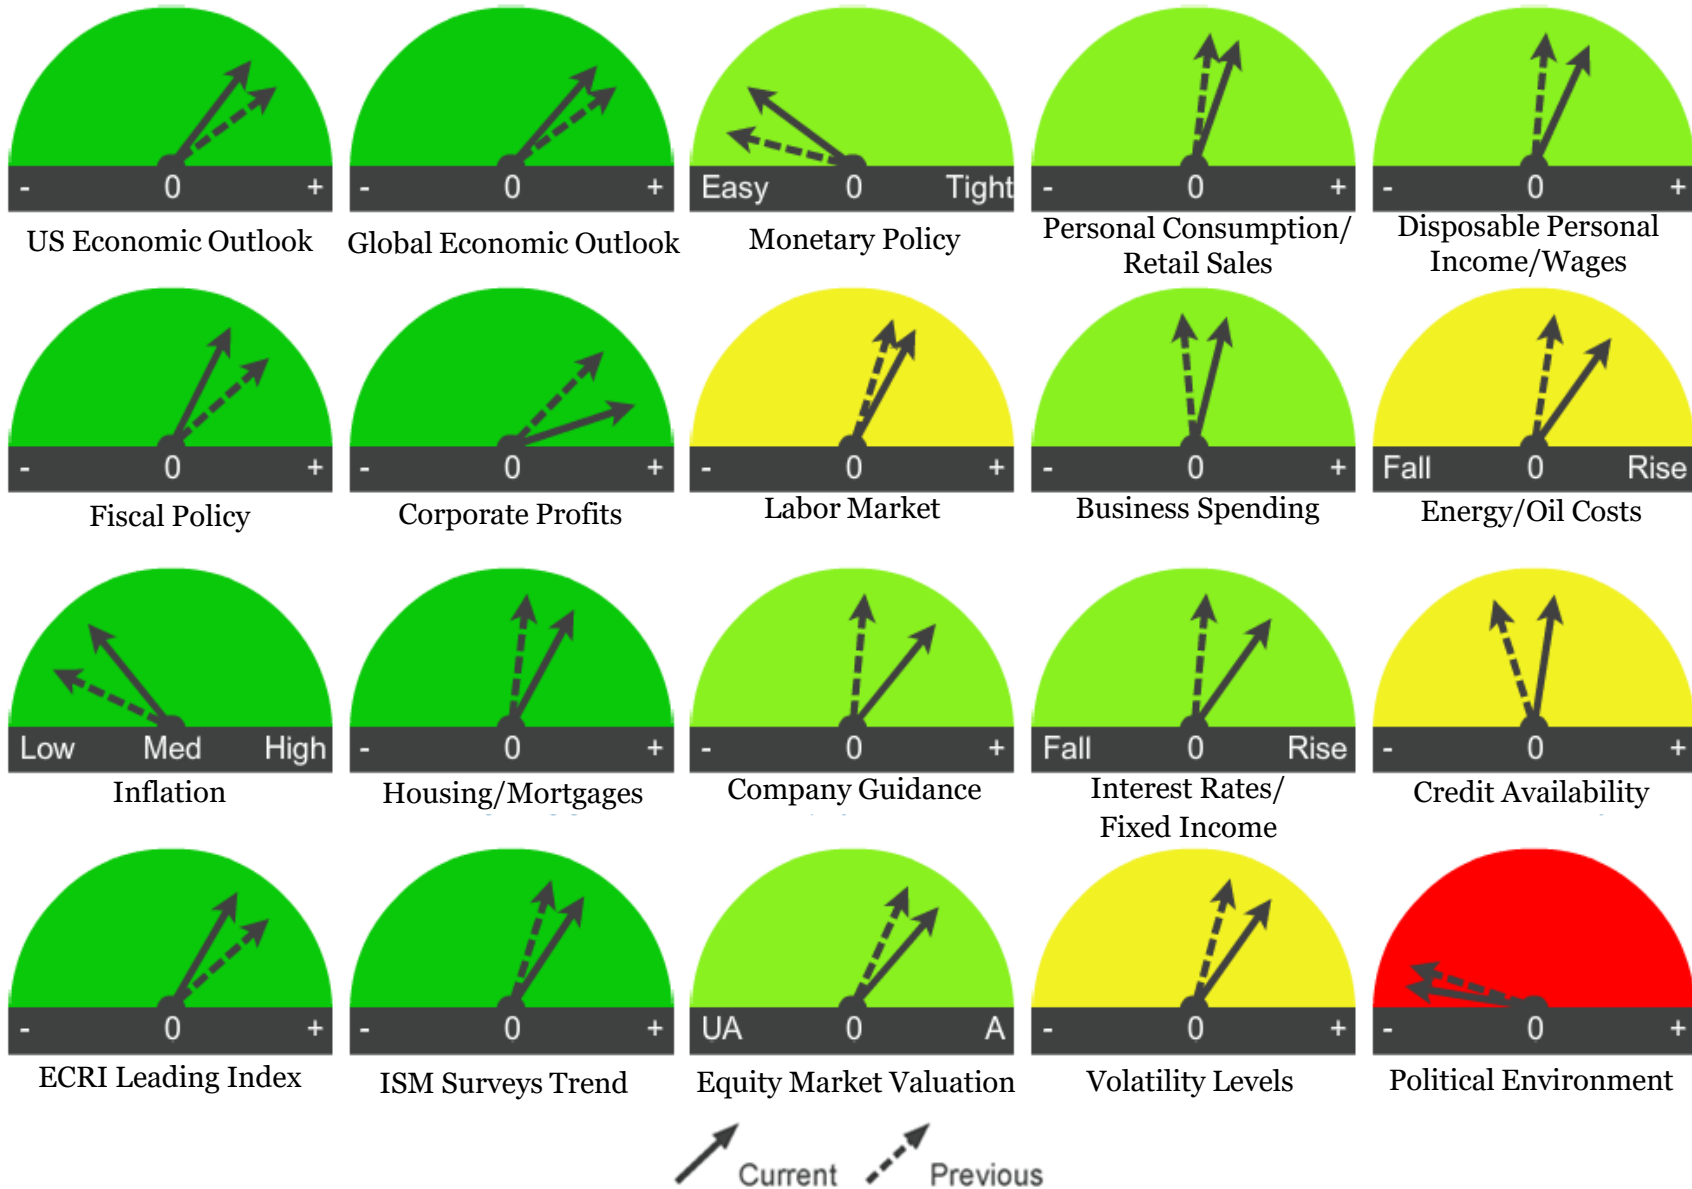 - 0 +
US Economic Outlook
- 0 +
Global Economic Outlook
Easy 0 Tight
Monetary Policy
- 0 +
Personal Consumption/
Retail Sales
- 0 +
Disposable Personal
Income/Wages
- 0 +
Fiscal Policy
- 0 +
Corporate Profits
- 0 +
Labor Market
- 0 +
Business Spending
Fall 0 Rise
Energy/Oil Costs
Low Med High
Inflation
- 0 +
Housing/Mortgages
- 0 +
Company Guidance
Fall 0 Rise
Interest Rates/
Fixed Income
- 0 +
Credit Availability
- 0 +
ECRI Leading Index
- 0 +
ISM Surveys Trend
UA 0 A
Equity Market Valuation
- 0 +
Volatility Levels
- 0 +
Political Environment
Current Previous